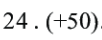 24 . (+50).